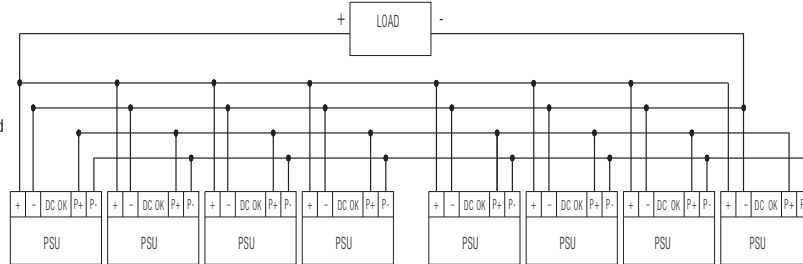 + LOAD -
d
+ - DC OK P+ P- + - DC OK P+ P- + - DC OK P+ P- + - DC OK P+ P- + - DC OK P+ P- + - DC OK P+ P- + - DC OK P+ P- + - DC OK P+ P
PSU PSU PSU PSU PSU PSU PSU PSU